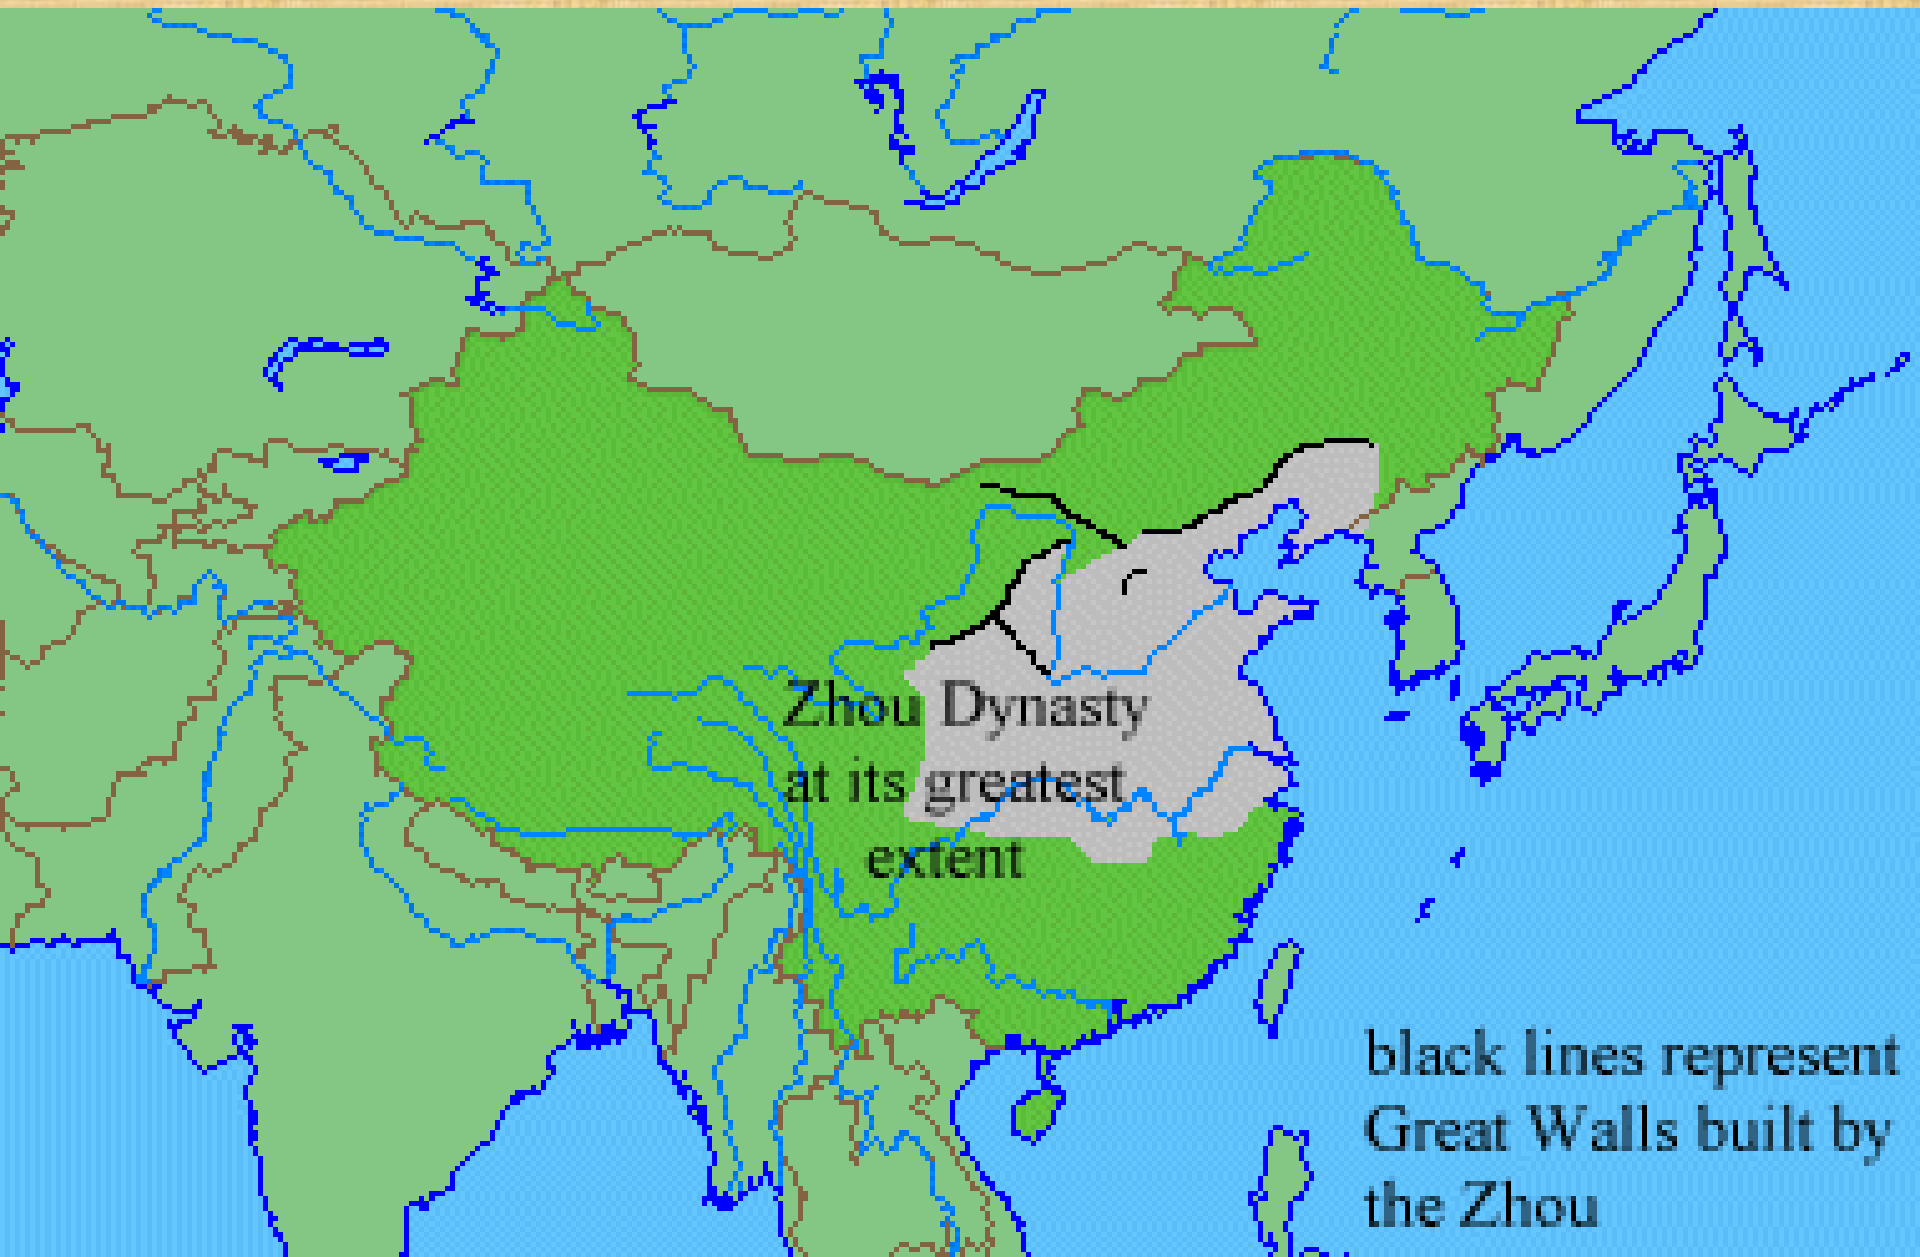 Zhou Dynasty
at its greatest
extent
black lines represent
Great Walls built by
the Zhou